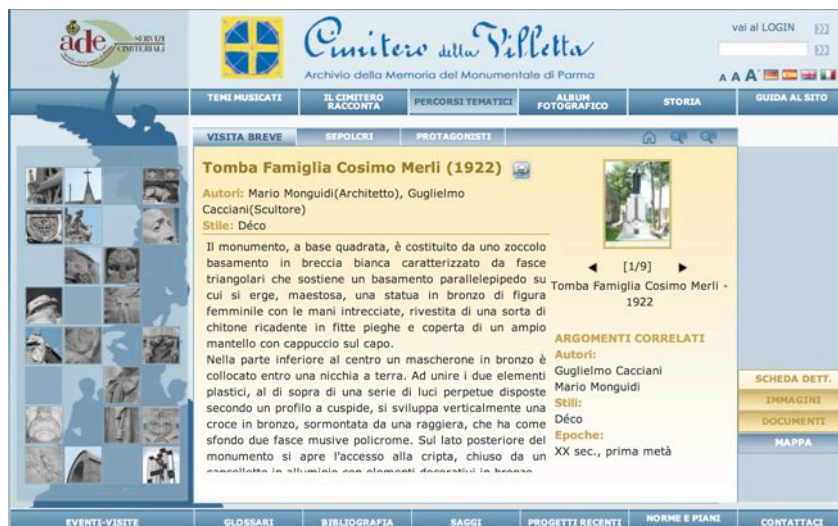 ade SERVIZI
CIMITERIALI
Cimitero della Villetta
Archivio della Memoria del Monumentale di Parma
vai al LOGIN
A A A
TEMI MUSICATI
IL CIMITERO
RACCONTA
PERCORSI TEMATICI
ALBUM
FOTOGRAFICO
STORIA
GUIDA AL SITO
VISITA BREVE
SEPOLCRI
PROTAGONISTI
Tomba Famiglia Cosimo Merli (1922)
Autori: Mario Monguidi(Architetto), Guglielmo
Cacciani(Scultore)
Stile: Déco
Il monumento, a base quadrata, è costituito da uno zoccolo
basamento in breccia bianca caratterizzato da fasce
triangolari che sostiene un basamento parallelepipedo su
cui si erge, maestosa, una statua in bronzo di figura
femminile con le mani intrecciate, rivestita di una sorta di
chitone ricadente in fitte pieghe e coperta di un ampio
mantello con cappuccio sul capo.
Nella parte inferiore al centro un mascherone in bronzo è
collocato entro una nicchia a terra. Ad unire i due elementi
plastici, al di sopra di una serie di luci perpetue disposte
secondo un profilo a cuspide, si sviluppa verticalmente una
croce in bronzo, sormontata da una raggiera, che ha come
sfondo due fasce musive policrome. Sul lato posteriore del
monumento si apre l'accesso alla cripta, chiuso da un
cancelletto in alluminio con elementi decorativi in bronzo.
[1/9]
Tomba Famiglia Cosimo Merli -
1922
ARGOMENTI CORRELATI
Autori:
Guglielmo Cacciani
Mario Monguidi
Stili:
Déco
Epoche:
XX sec., prima metà
SCHEDA DETT.
IMMAGINI
DOCUMENTI
MAPPA
EVENTI-VISITE
GLOSSARI
BIBLIOGRAFIA
SAGGI
PROGETTI RECENTI
NORME E PIANI
CONTATTACI